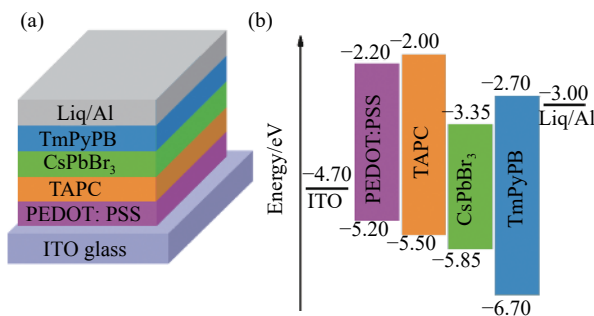 (a)
Liq/Al
TmPyPB
CsPbBr₃
TAPC
PEDOT: PSS
ITO glass
(b)
Energy/eV
−4.70
ITO
−2.20
PEDOT:PSS
−5.20
−2.00
TAPC
−5.50
−3.35
CsPbBr₃
−5.85
−2.70
TmPyPB
−6.70
−3.00
Liq/Al